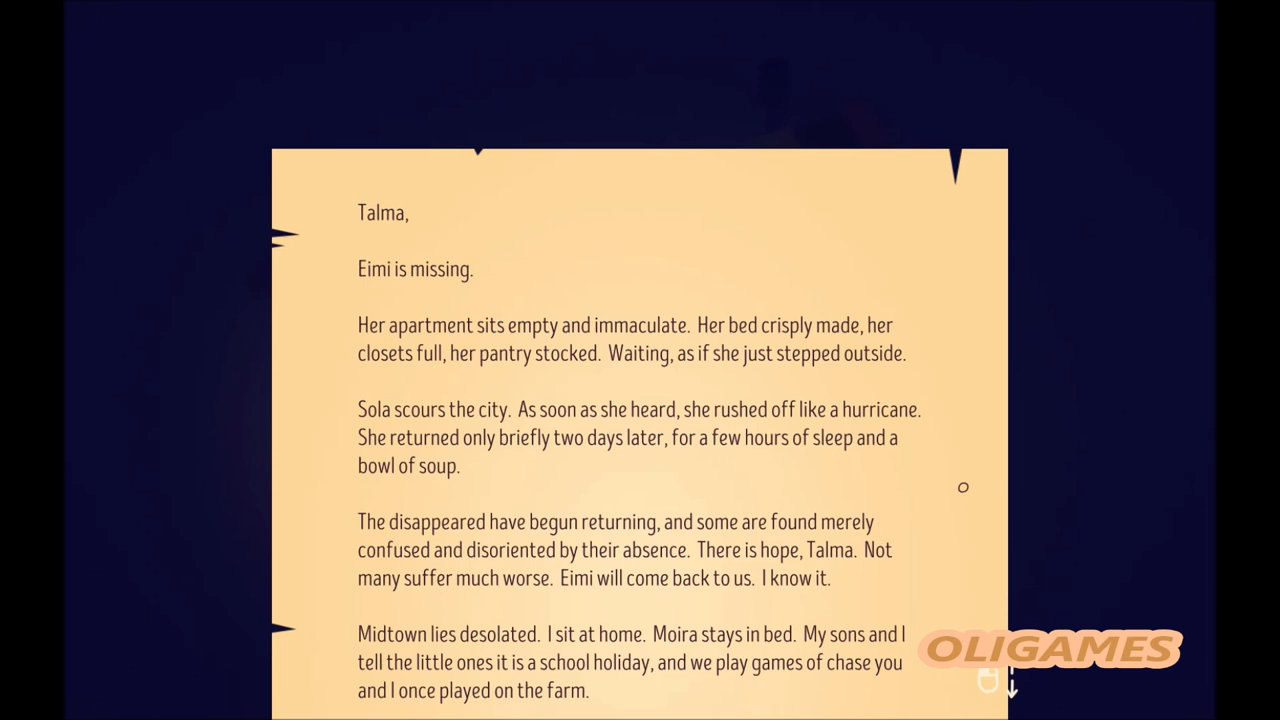 Talma,
Eimi is missing.
Her apartment sits empty and immaculate. Her bed crisply made, her
closets full, her pantry stocked. Waiting, as if she just stepped outside.
Sola scours the city. As soon as she heard, she rushed off like a hurricane.
She returned only briefly two days later, for a few hours of sleep and a
bowl of soup.
The disappeared have begun returning, and some are found merely
confused and disoriented by their absence. There is hope, Talma. Not
many suffer much worse. Eimi will come back to us. I know it.
Midtown lies desolated. I sit at home. Moira stays in bed. My sons and I
tell the little ones it is a school holiday, and we play games of chase you
and I once played on the farm.
OLIGAMES